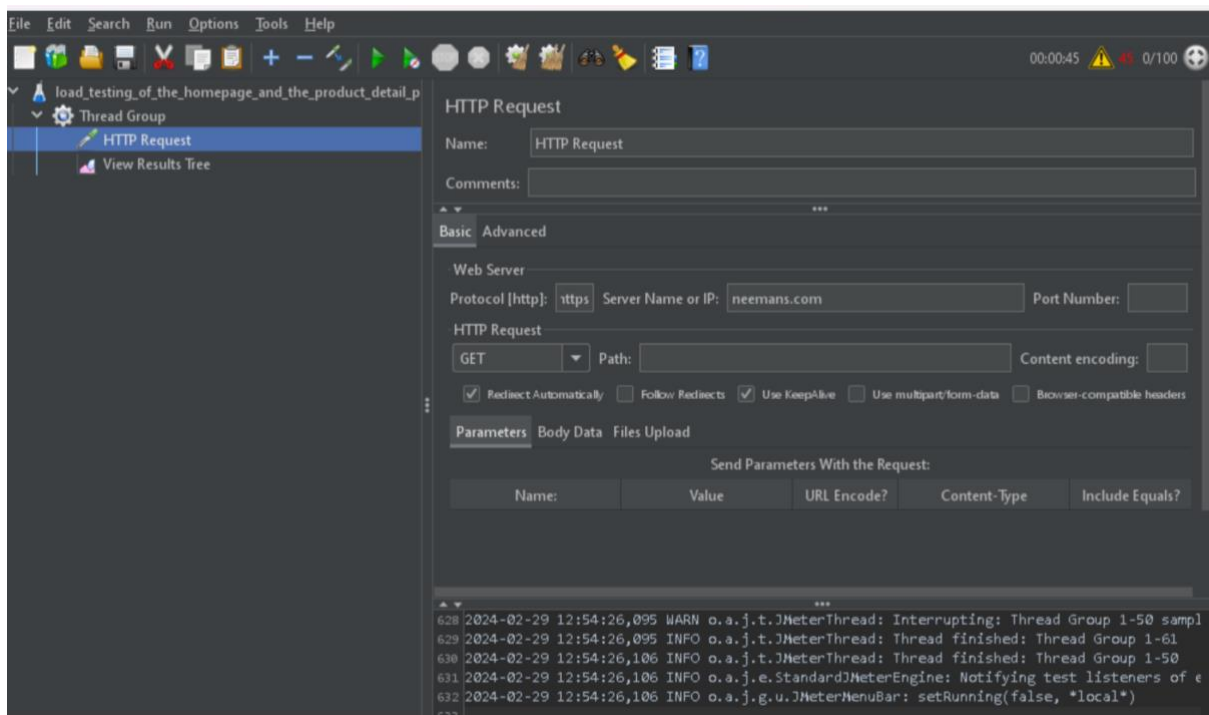 File Edit Search Run Options Tools Help
00:00:45 45 0/100
load_testing_of_the_homepage_and_the_product_detail_p
Thread Group
HTTP Request
View Results Tree
HTTP Request
Name: HTTP Request
Comments:
Basic Advanced
Web Server
Protocol [http]: https Server Name or IP: neemans.com Port Number:
HTTP Request
GET Path: Content encoding:
Redirect Automatically Follow Redirects Use KeepAlive Use multipart/form-data Browser-compatible headers
Parameters Body Data Files Upload
Send Parameters With the Request:
Name: Value URL Encode? Content-Type Include Equals?
628 2024-02-29 12:54:26,095 WARN o.a.j.t.JMeterThread: Interrupting: Thread Group 1-50 sampl
629 2024-02-29 12:54:26,095 INFO o.a.j.t.JMeterThread: Thread finished: Thread Group 1-61
630 2024-02-29 12:54:26,106 INFO o.a.j.t.JMeterThread: Thread finished: Thread Group 1-50
631 2024-02-29 12:54:26,106 INFO o.a.j.e.StandardJMeterEngine: Notifying test listeners of e
632 2024-02-29 12:54:26,106 INFO o.a.j.g.u.JMeterMenuBar: setRunning(false, *local*)